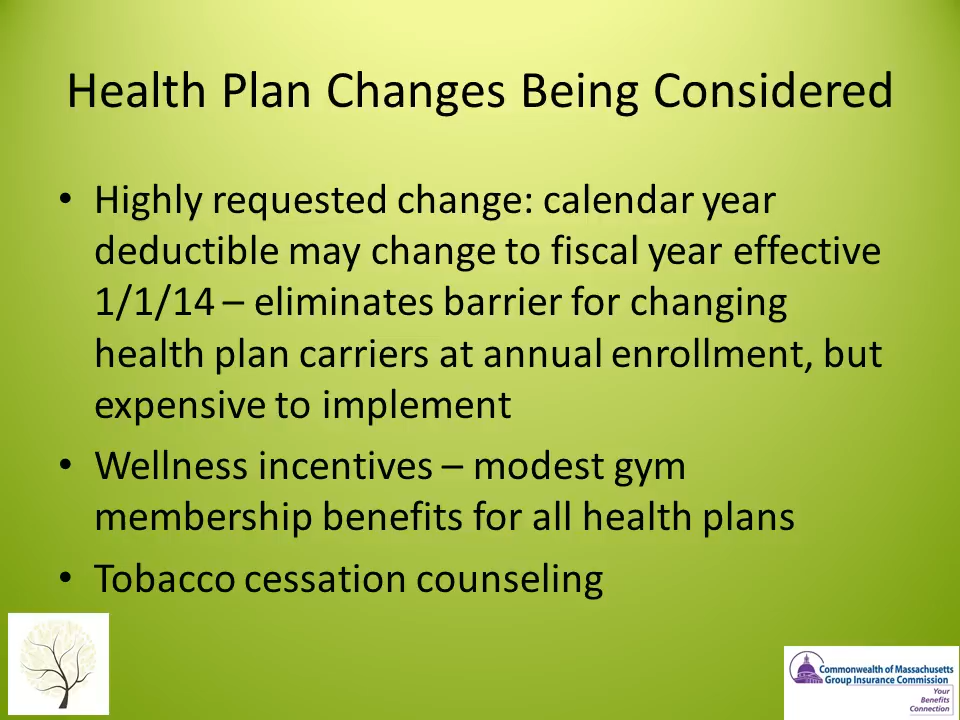 Health Plan Changes Being Considered
• Highly requested change: calendar year
deductible may change to fiscal year effective
1/1/14 – eliminates barrier for changing
health plan carriers at annual enrollment, but
expensive to implement
• Wellness incentives – modest gym
membership benefits for all health plans
• Tobacco cessation counseling
Commonwealth of Massachusetts
Group Insurance Commission
Your
Benefits
Connection